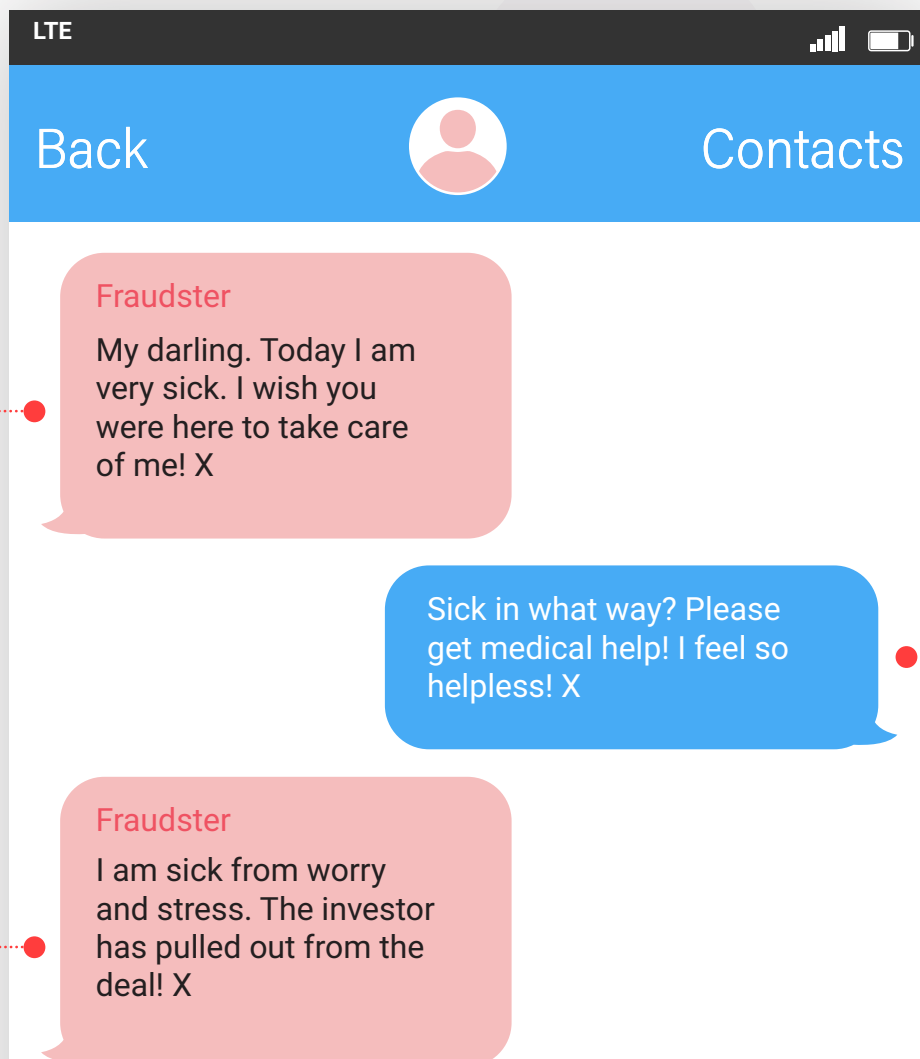 LTE
Back
Contacts
Fraudster
My darling. Today I am
very sick. I wish you
were here to take care
of me! X
Sick in what way? Please
get medical help! I feel so
helpless! X
Fraudster
I am sick from worry
and stress. The investor
has pulled out from the
deal! X